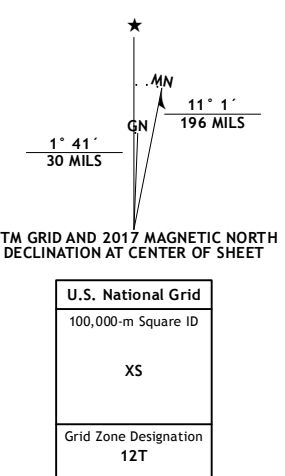 ★
MN
GN
11° 1´
196 MILS
1° 41´
30 MILS
TM GRID AND 2017 MAGNETIC NORTH
DECLINATION AT CENTER OF SHEET
U.S. National Grid
100,000-m Square ID
XS
Grid Zone Designation
12T